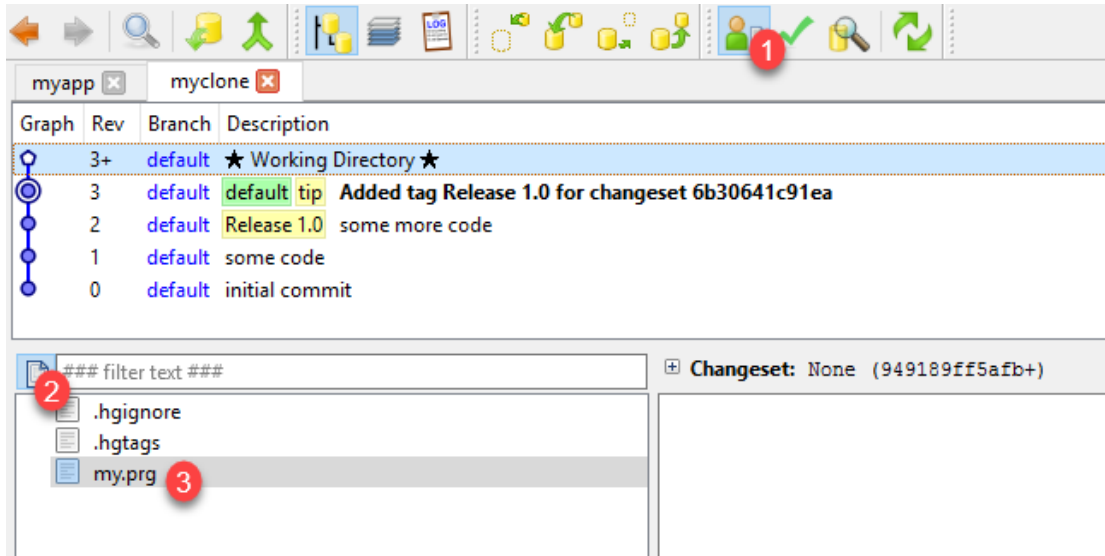 LOG
1
myapp myclone
Graph Rev Branch Description
3+ default ★ Working Directory ★
3 default default tip Added tag Release 1.0 for changeset 6b30641c91ea
2 default Release 1.0 some more code
1 default some code
0 default initial commit
### filter text ###
Changeset: None (949189ff5afb+)
2
.hgignore
.hgtags
my.prg 3